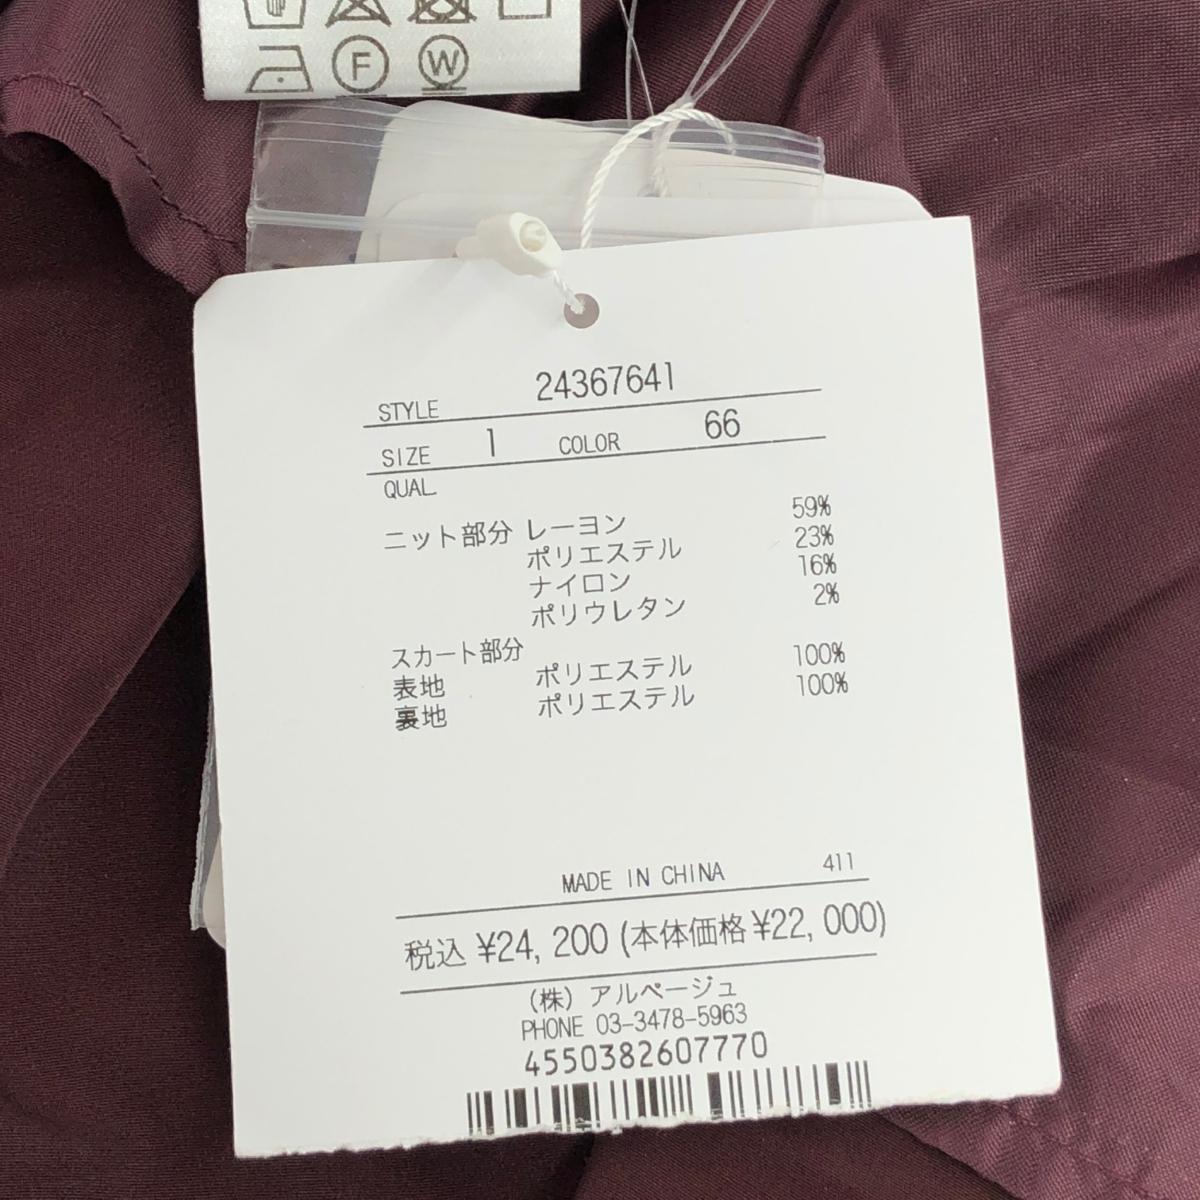 F W
STYLE 24367641
SIZE 1 COLOR 66
QUAL.
ニット部分 レーヨン 59%
ポリエステル 23%
ナイロン 16%
ポリウレタン 2%
スカート部分
表地 ポリエステル 100%
裏地 ポリエステル 100%
MADE IN CHINA 411
税込 ¥24, 200 (本体価格 ¥22, 000)
(株) アルページュ
PHONE 03-3478-5963
4550382607770